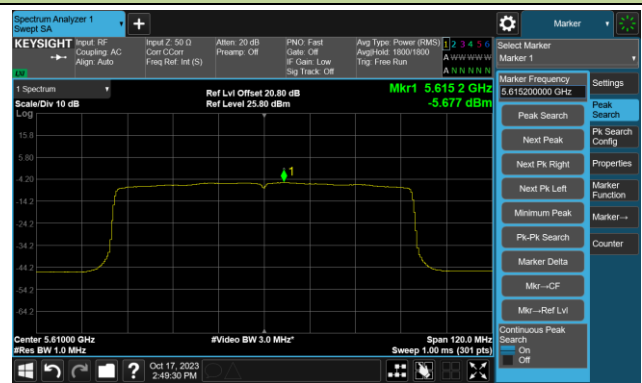 Spectrum Analyzer 1
Swept SA
Marker
KEYSIGHT
Input: RF
Coupling: AC
Align: Auto
Input Z: 50 Ω
Corr CCorr
Freq Ref: Int (S)
Atten: 20 dB
Preamp: Off
PNO: Fast
Gate: Off
IF Gain: Low
Sig Track: Off
Avg Type: Power (RMS)
Avg|Hold: 1800/1800
Trig: Free Run
1 2 3 4 5 6
A W W W W W
A N N N N N
Select Marker
Marker 1
1 Spectrum
Scale/Div 10 dB
Log
Ref Lvl Offset 20.80 dB
Ref Level 25.80 dBm
Mkr1 5.615 2 GHz
-5.677 dBm
15.8
5.80
-4.20
-14.2
-24.2
-34.2
-44.2
-54.2
-64.2
1
Center 5.61000 GHz
#Res BW 1.0 MHz
#Video BW 3.0 MHz*
Span 120.0 MHz
Sweep 1.00 ms (301 pts)
Marker Frequency
5.615200000 GHz
Peak Search
Next Peak
Next Pk Right
Next Pk Left
Minimum Peak
Pk-Pk Search
Marker Delta
Mkr→CF
Mkr→Ref Lvl
Continuous Peak
Search
On
Off
Settings
Peak
Search
Pk Search
Config
Properties
Marker
Function
Marker→
Counter
Oct 17, 2023
2:49:30 PM